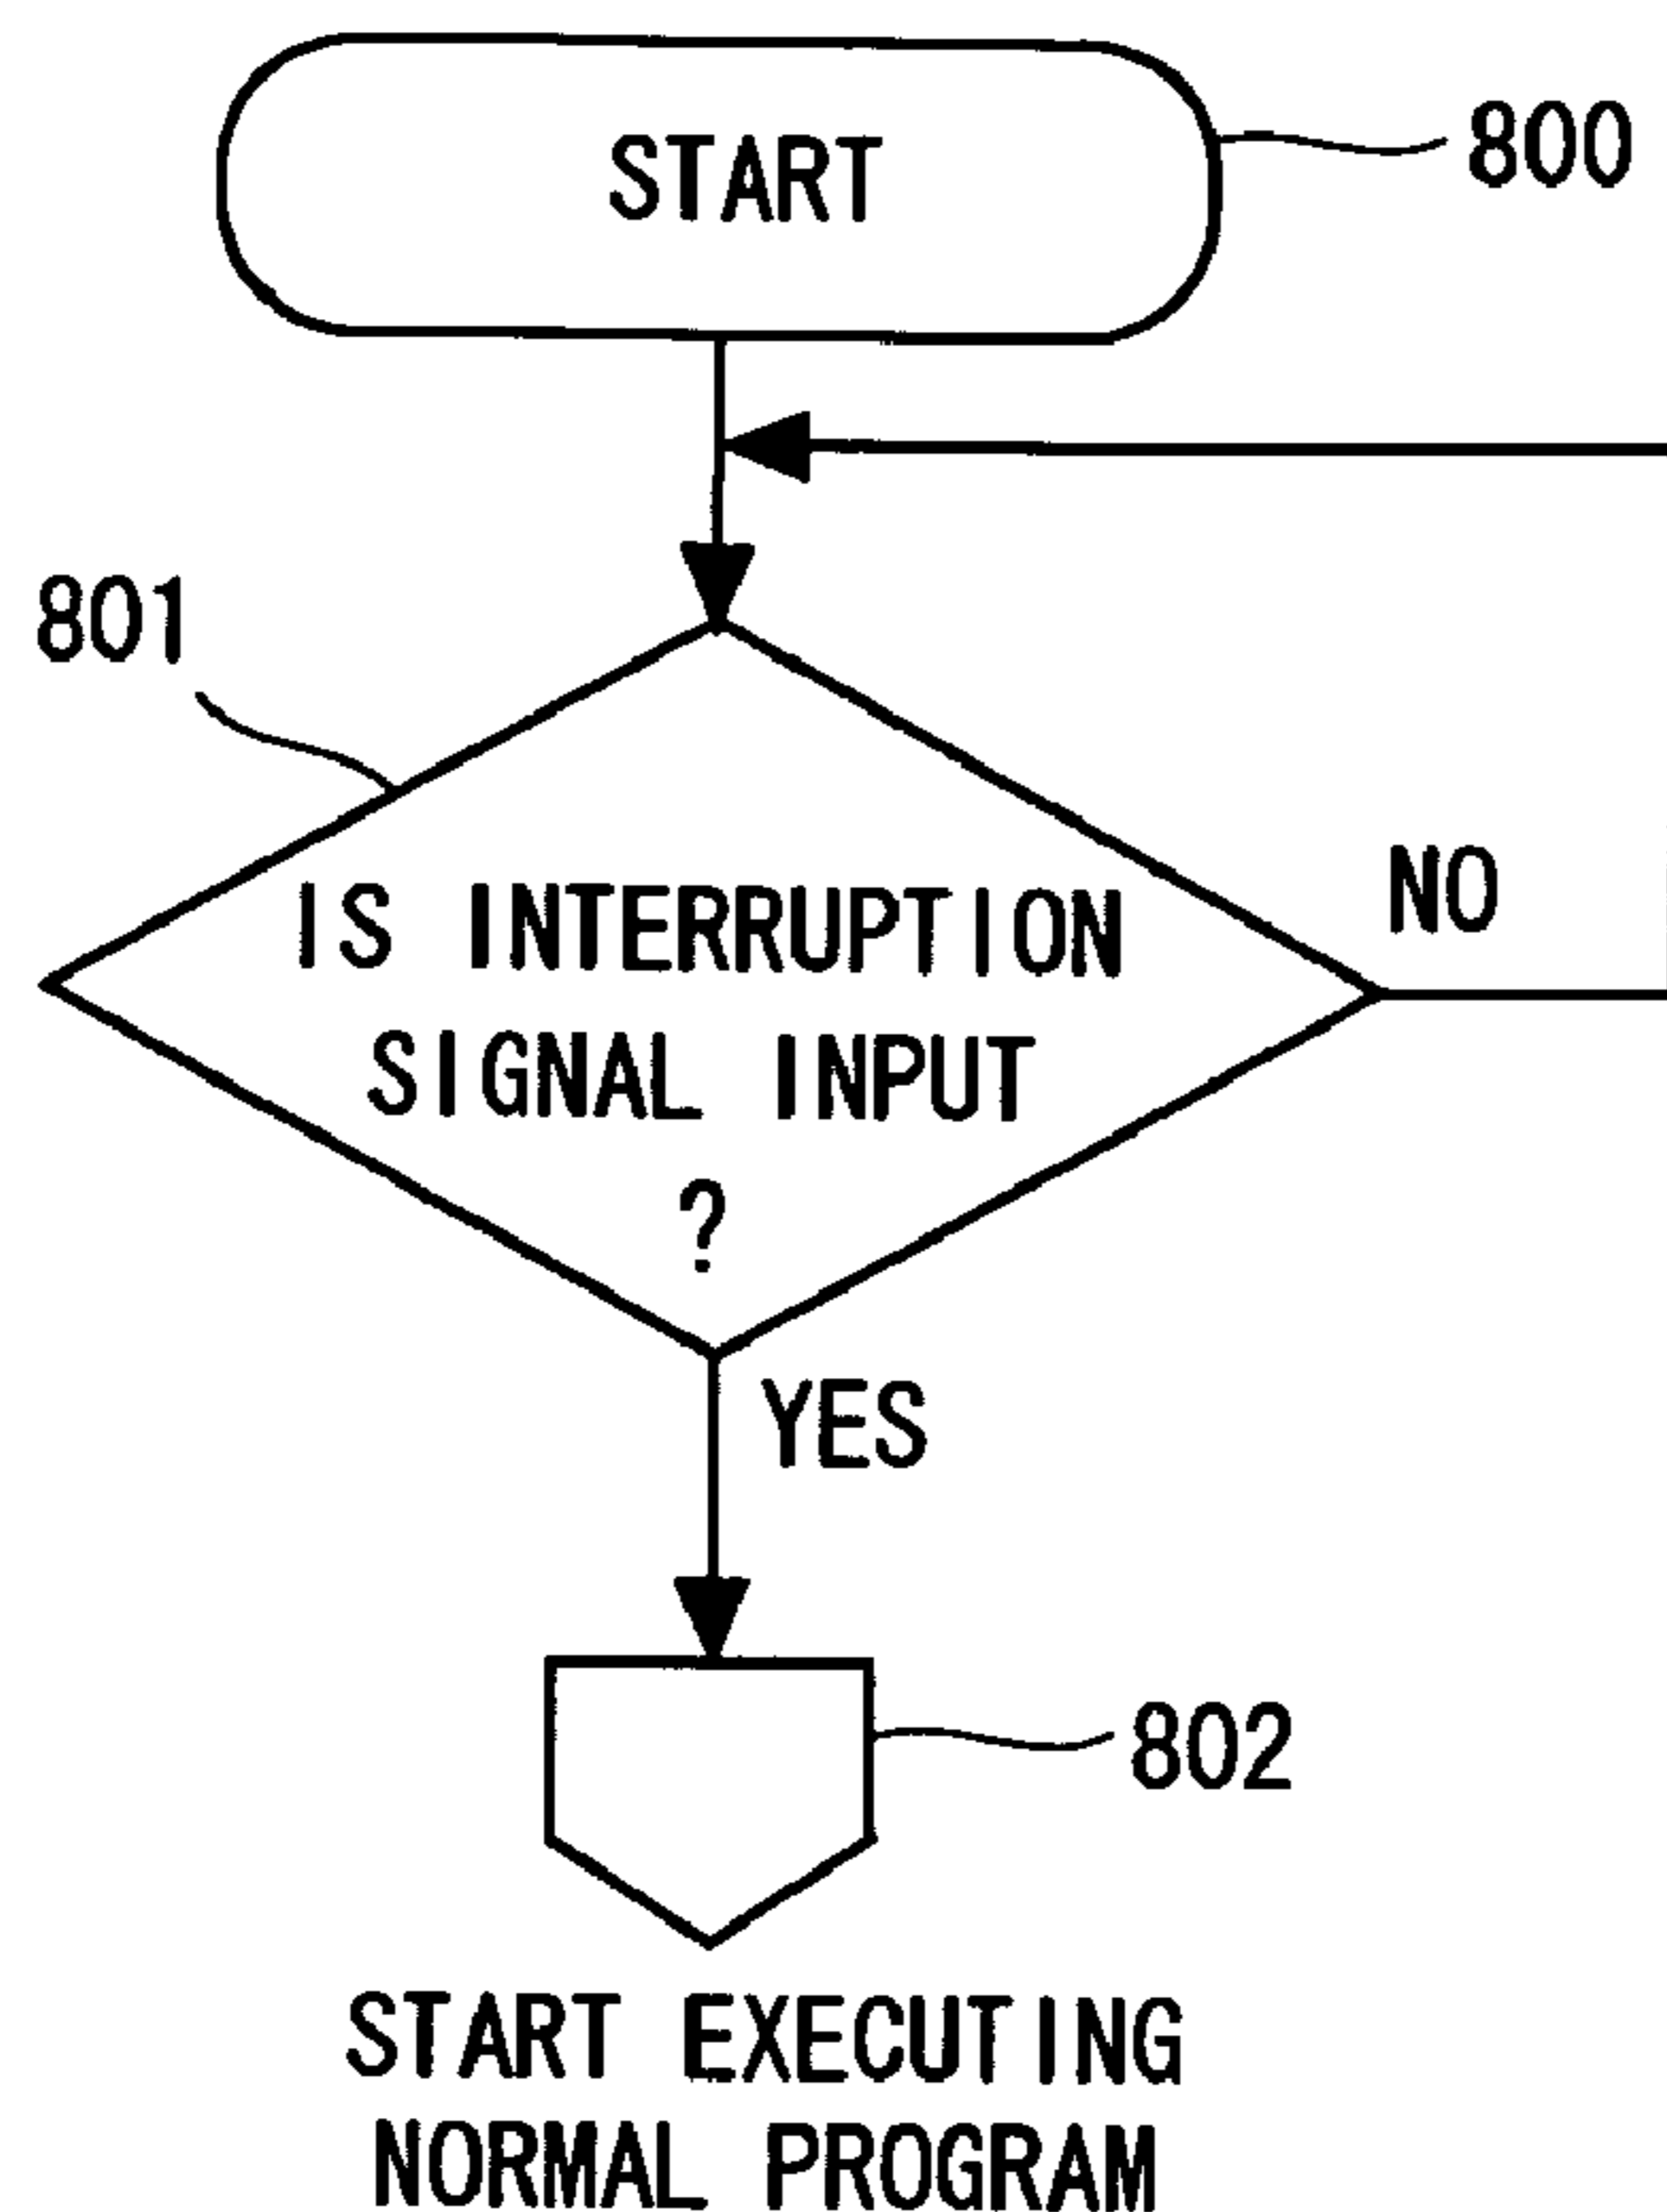 START
800
801
IS INTERRUPTION
SIGNAL INPUT
?
NO
YES
802
START EXECUTING
NORMAL PROGRAM